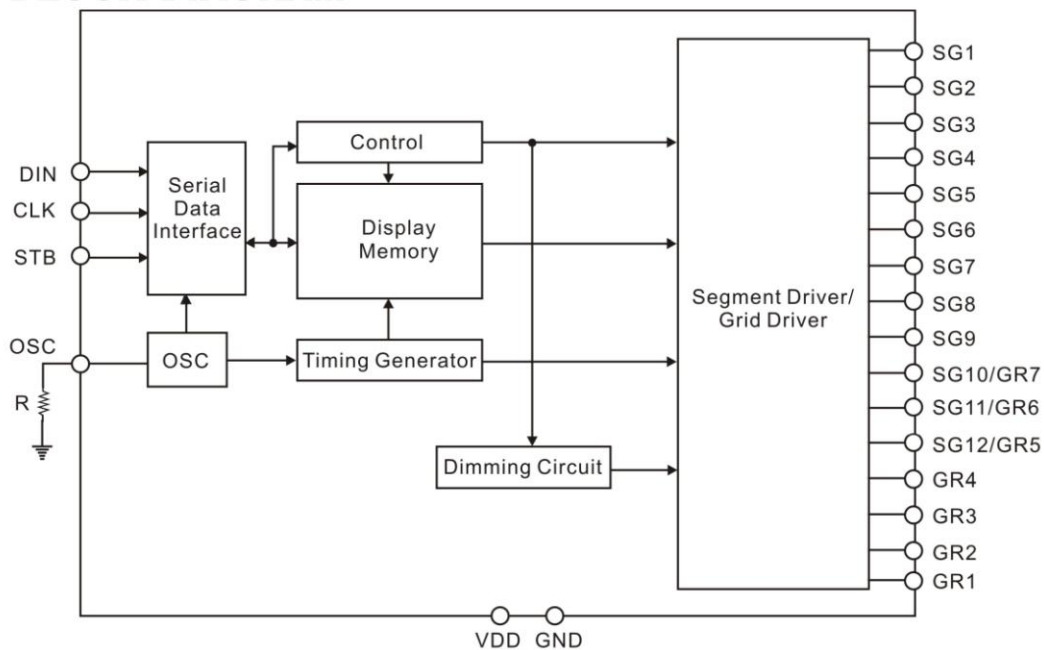 Control
Serial
Data
Interface
Display
Memory
OSC
Timing Generator
Dimming Circuit
Segment Driver/
Grid Driver
DIN
CLK
STB
OSC
R
SG1
SG2
SG3
SG4
SG5
SG6
SG7
SG8
SG9
SG10/GR7
SG11/GR6
SG12/GR5
GR4
GR3
GR2
GR1
VDD
GND